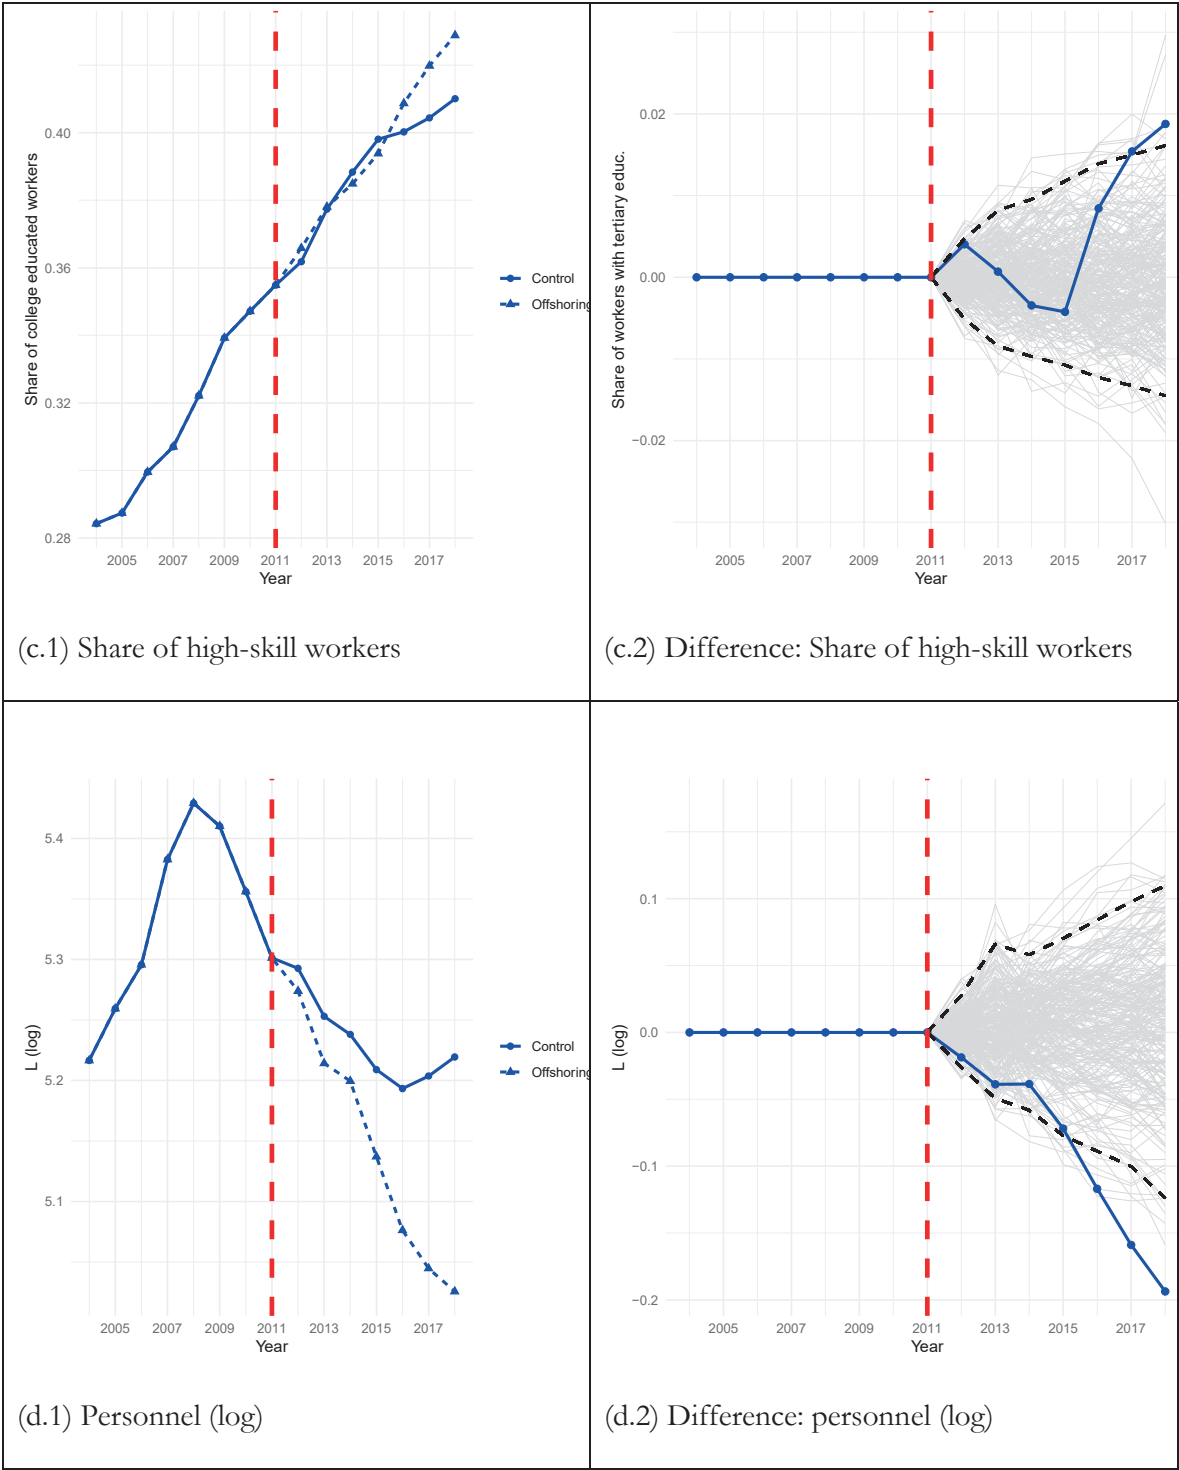 Share of college educated workers
0.40
0.36
0.32
0.28
2005 2007 2009 2011 2013 2015 2017
Year
Control
Offshoring
(c.1) Share of high-skill workers
Share of workers with tertiary educ.
0.02
0.00
−0.02
2005 2007 2009 2011 2013 2015 2017
Year
(c.2) Difference: Share of high-skill workers
L (log)
5.4
5.3
5.2
5.1
2005 2007 2009 2011 2013 2015 2017
Year
Control
Offshoring
(d.1) Personnel (log)
L (log)
0.1
0.0
−0.1
−0.2
2005 2007 2009 2011 2013 2015 2017
Year
(d.2) Difference: personnel (log)